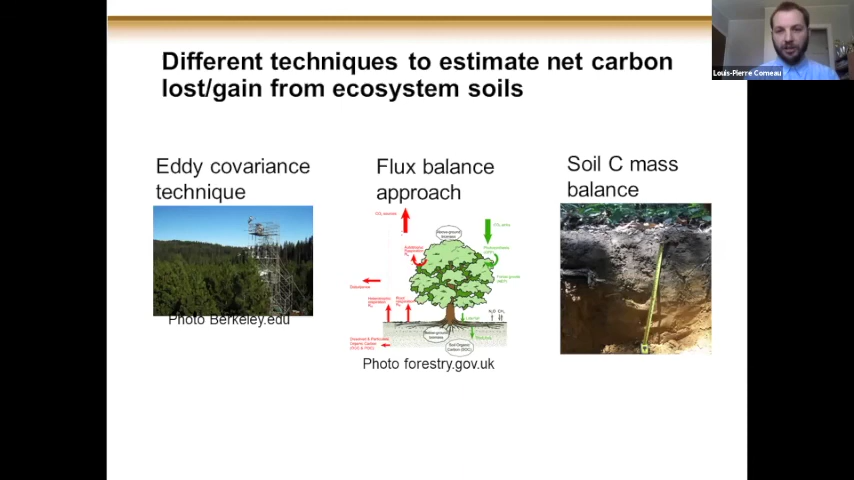 Different techniques to estimate net carbon
lost/gain from ecosystem soils
Louis-Pierre Comeau
Eddy covariance
technique
Flux balance
approach
Soil C mass
balance
Photo Berkeley.edu
Photo forestry.gov.uk